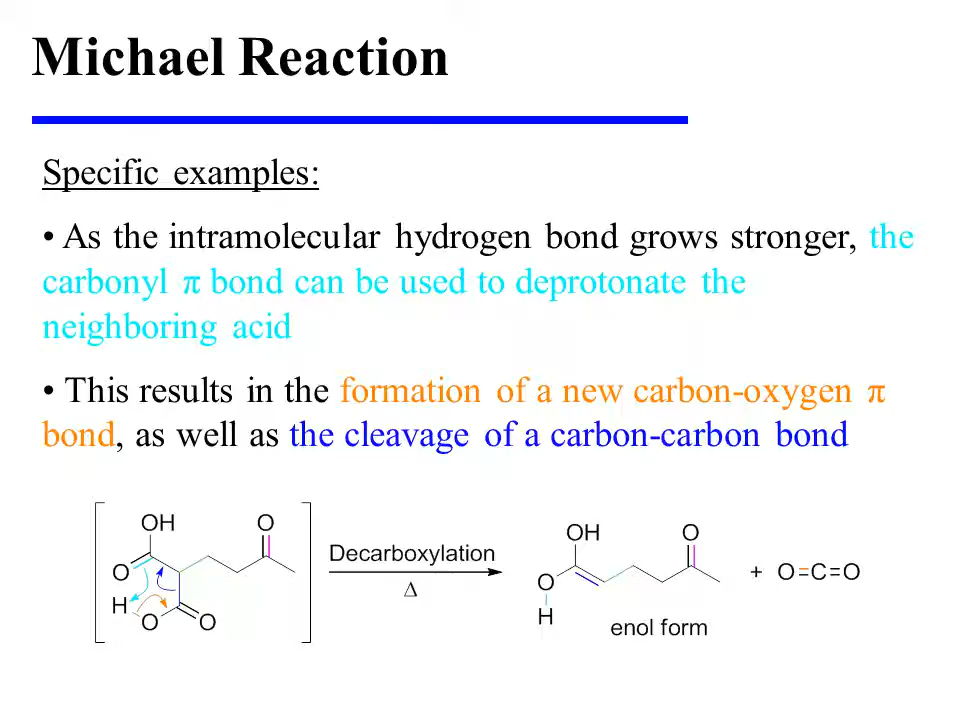 Michael Reaction
Specific examples:
• As the intramolecular hydrogen bond grows stronger, the
carbonyl π bond can be used to deprotonate the
neighboring acid
• This results in the formation of a new carbon-oxygen π
bond, as well as the cleavage of a carbon-carbon bond
OH O
O
H
O O
Decarboxylation
Δ
OH O
O
H
enol form
+ O=C=O